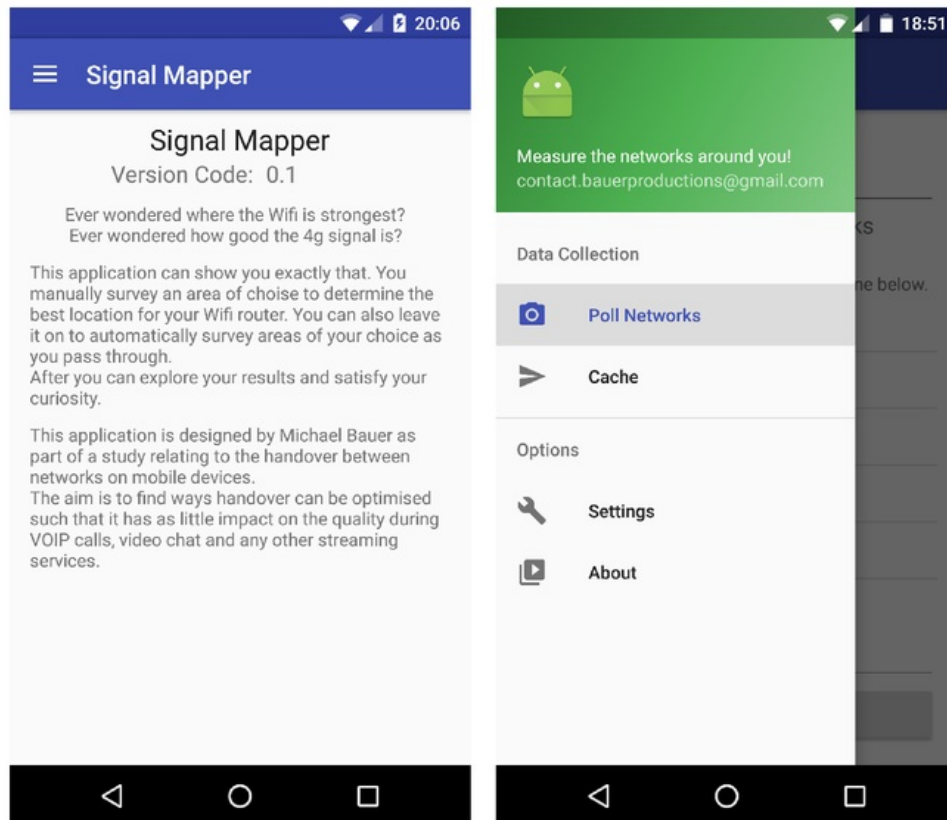 20:06
Signal Mapper
Signal Mapper
Version Code: 0.1
Ever wondered where the Wifi is strongest?
Ever wondered how good the 4g signal is?
This application can show you exactly that. You
manually survey an area of choise to determine the
best location for your Wifi router. You can also leave
it on to automatically survey areas of your choice as
you pass through.
After you can explore your results and satisfy your
curiosity.
This application is designed by Michael Bauer as
part of a study relating to the handover between
networks on mobile devices.
The aim is to find ways handover can be optimised
such that it has as little impact on the quality during
VOIP calls, video chat and any other streaming
services.
18:51
Measure the networks around you!
contact.bauerproductions@gmail.com
Data Collection
Poll Networks
Cache
Options
Settings
About
ks
ne below.